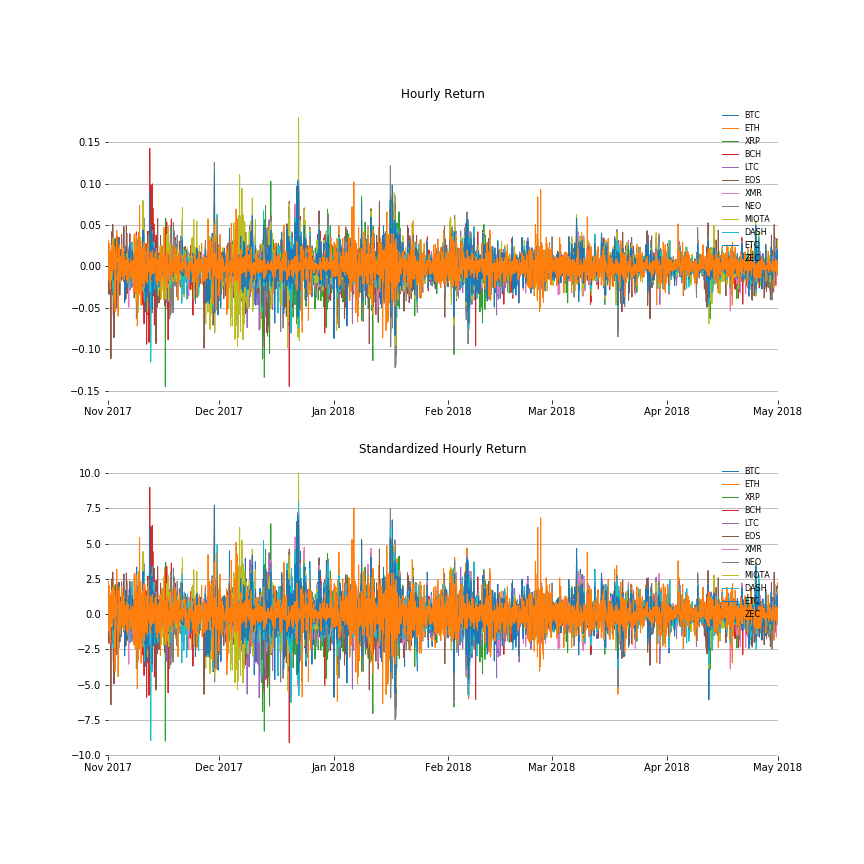 Hourly Return
BTC
ETH
XRP
BCH
LTC
EOS
XMR
NEO
MIOTA
DASH
ETC
ZEC
0.15
0.10
0.05
0.00
−0.05
−0.10
−0.15
Nov 2017 Dec 2017 Jan 2018 Feb 2018 Mar 2018 Apr 2018 May 2018
Standardized Hourly Return
BTC
ETH
XRP
BCH
LTC
EOS
XMR
NEO
MIOTA
DASH
ETC
ZEC
10.0
7.5
5.0
2.5
0.0
−2.5
−5.0
−7.5
−10.0
Nov 2017 Dec 2017 Jan 2018 Feb 2018 Mar 2018 Apr 2018 May 2018